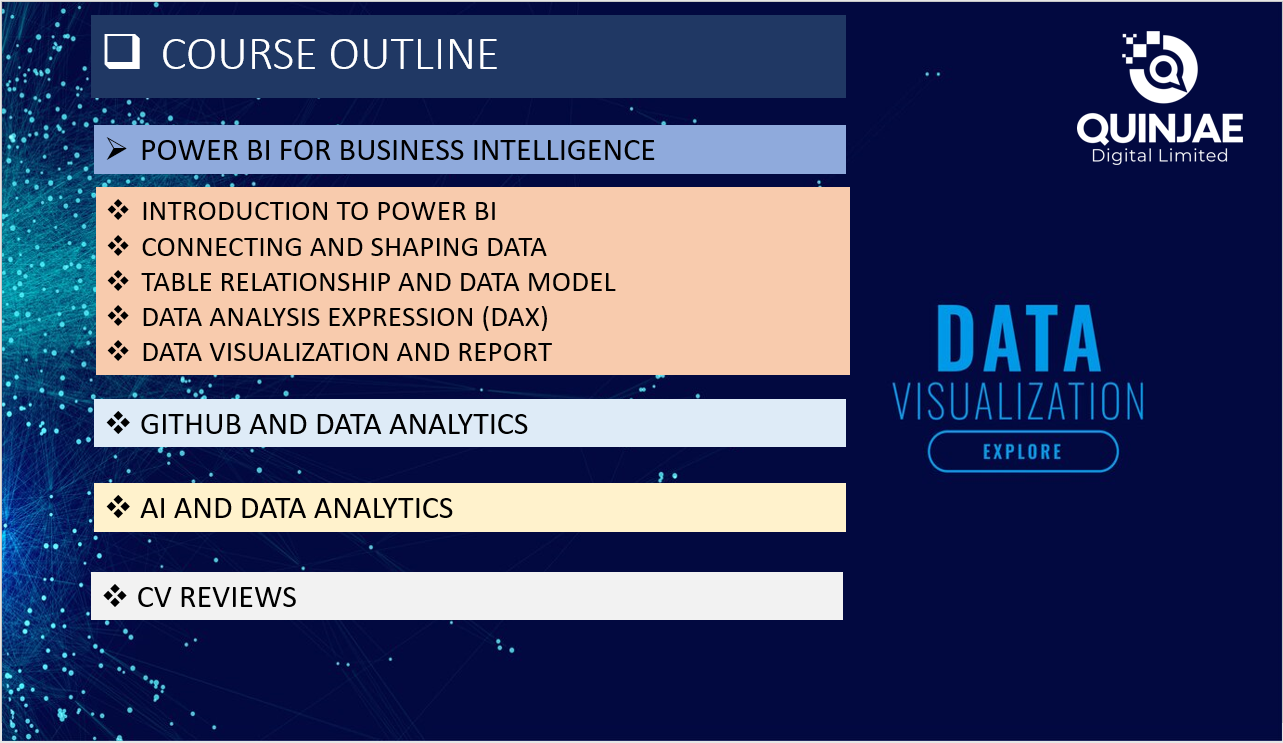 COURSE OUTLINE
POWER BI FOR BUSINESS INTELLIGENCE
INTRODUCTION TO POWER BI
CONNECTING AND SHAPING DATA
TABLE RELATIONSHIP AND DATA MODEL
DATA ANALYSIS EXPRESSION (DAX)
DATA VISUALIZATION AND REPORT
GITHUB AND DATA ANALYTICS
AI AND DATA ANALYTICS
CV REVIEWS
QUINJAE
Digital Limited
DATA
VISUALIZATION
EXPLORE